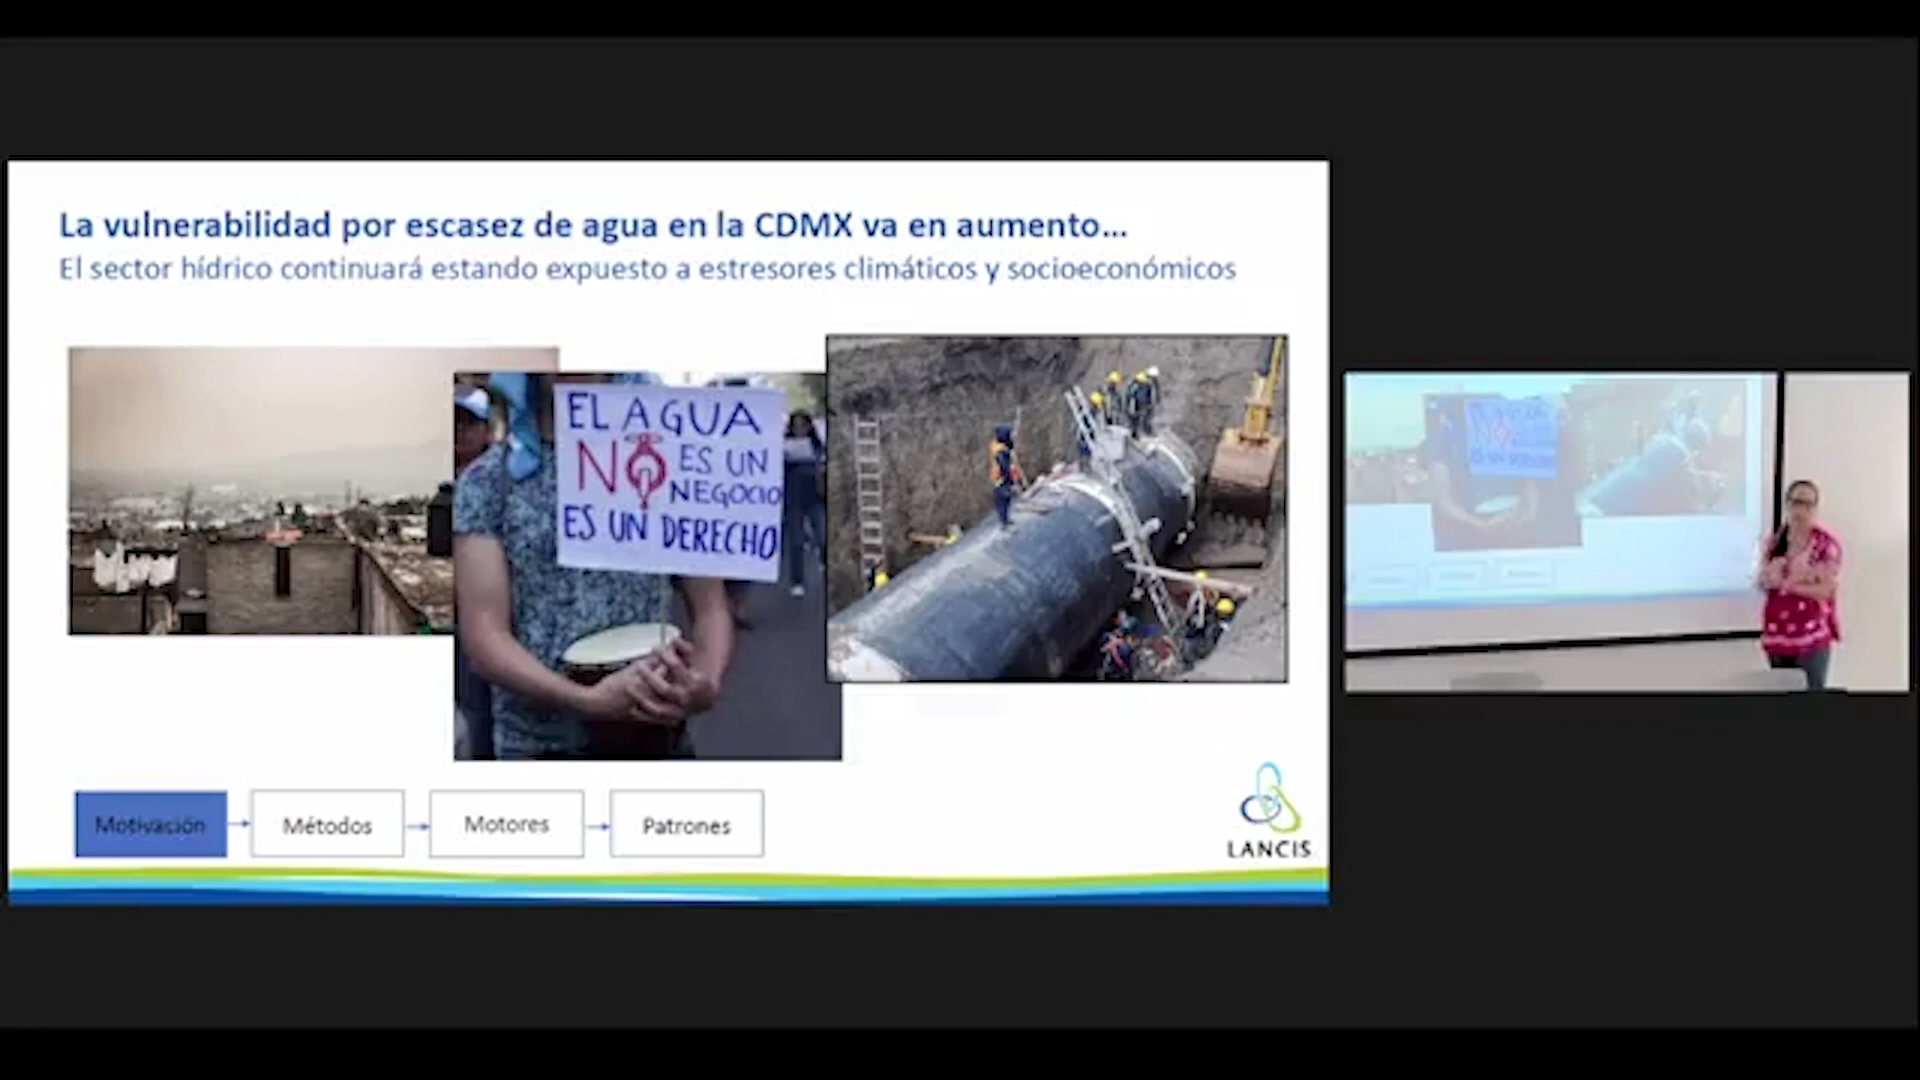 La vulnerabilidad por escasez de agua en la CDMX va en aumento...
El sector hídrico continuará estando expuesto a estresores climáticos y socioeconómicos
EL AGUA
NO ES UN
NEGOCIO
ES UN DERECHO
Motivación
Métodos
Motores
Patrones
LANCIS